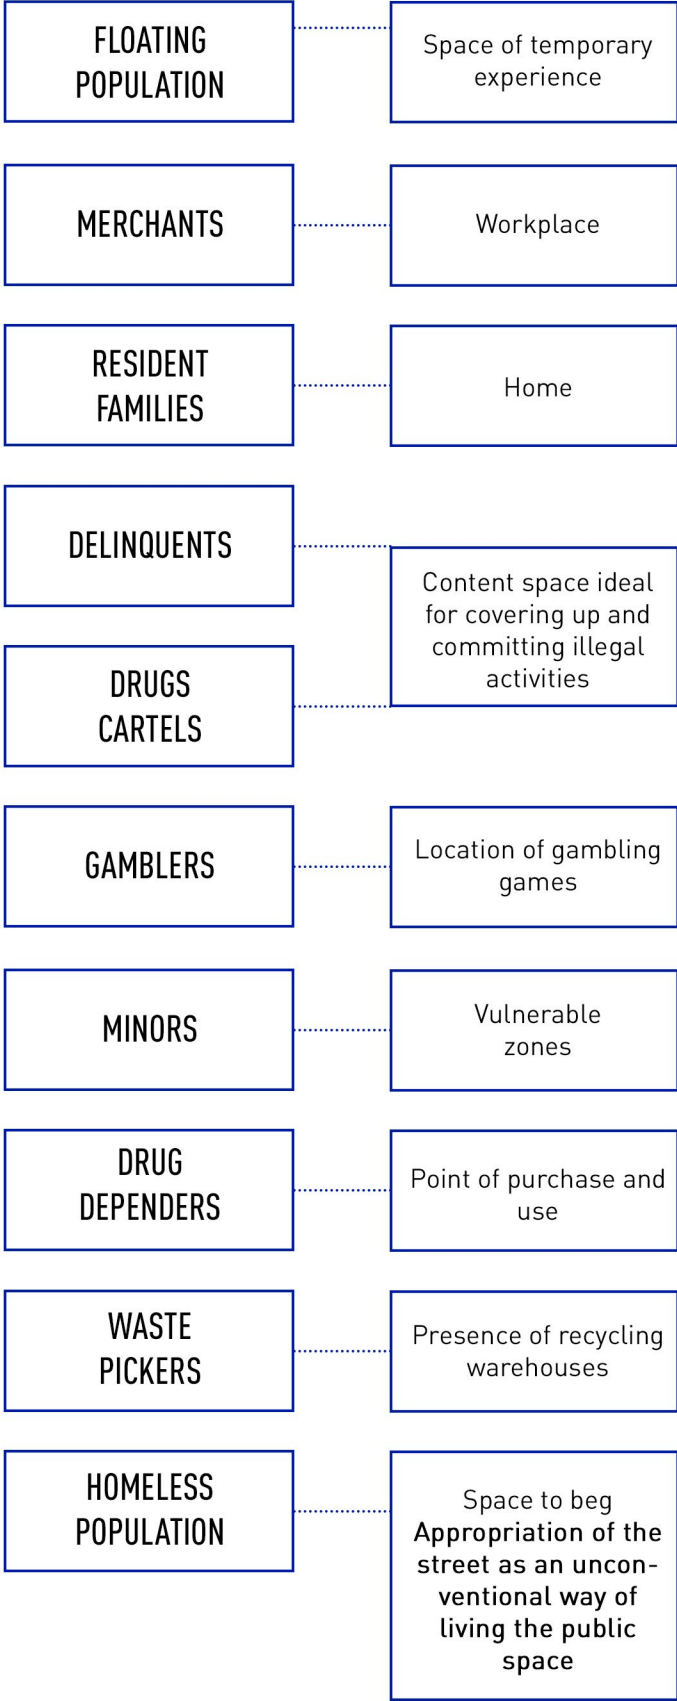 FLOATING
POPULATION
Space of temporary
experience
MERCHANTS
Workplace
RESIDENT
FAMILIES
Home
DELINQUENTS
DRUGS
CARTELS
Content space ideal
for covering up and
committing illegal
activities
GAMBLERS
Location of gambling
games
MINORS
Vulnerable
zones
DRUG
DEPENDERS
Point of purchase and
use
WASTE
PICKERS
Presence of recycling
warehouses
HOMELESS
POPULATION
Space to beg
Appropriation of the
street as an uncon-
ventional way of
living the public
space